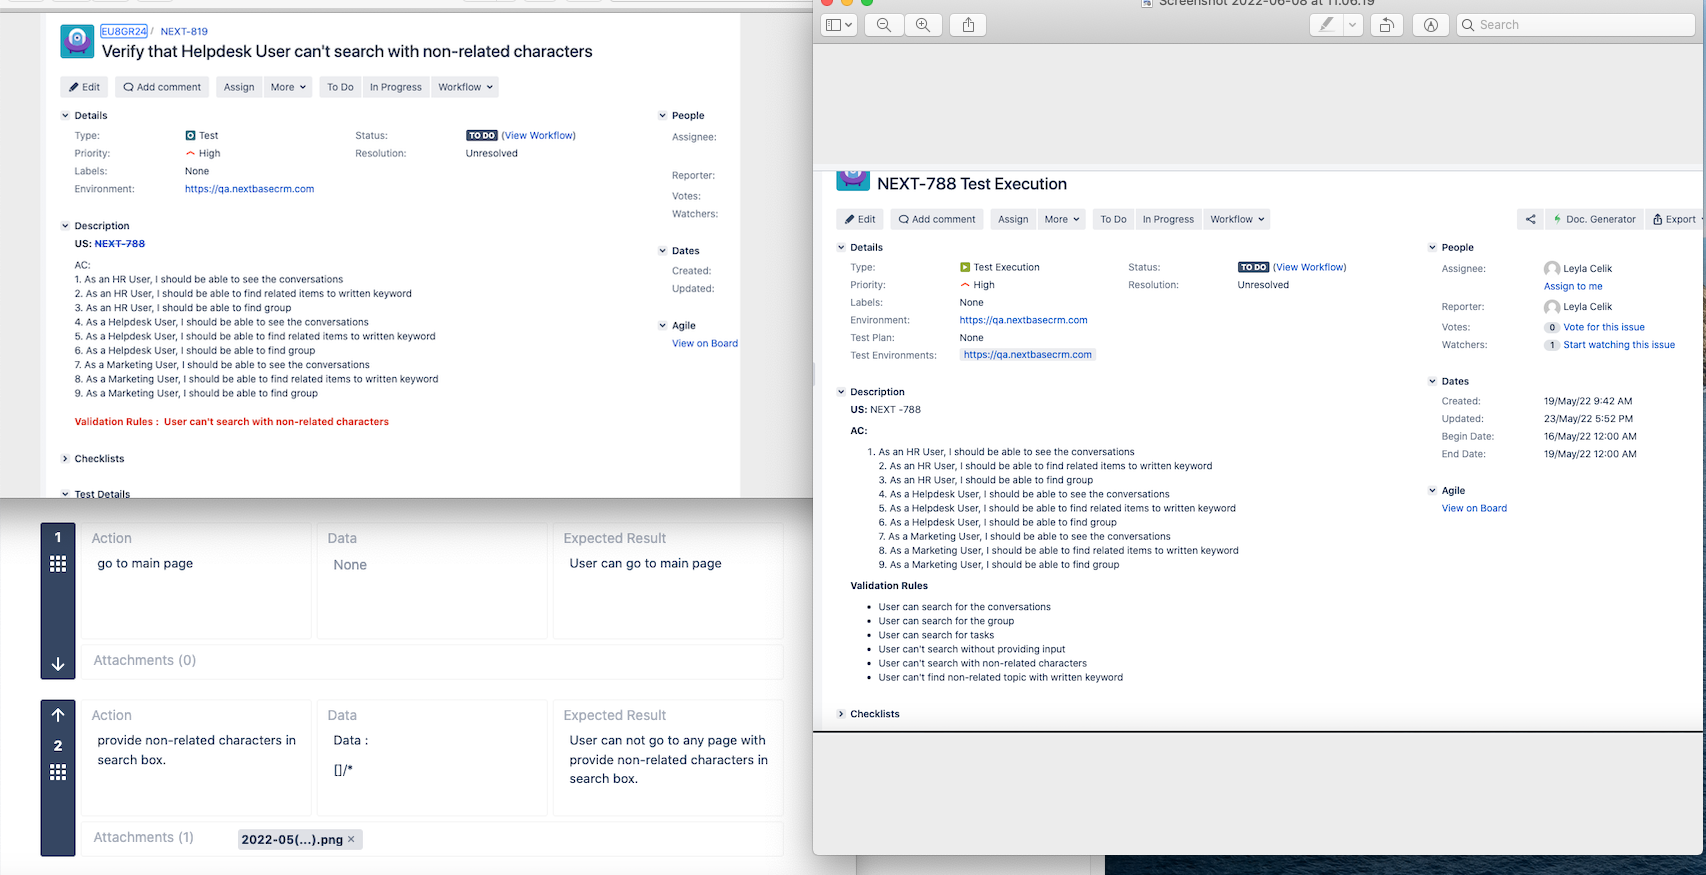 EU8GR24 / NEXT-819
Verify that Helpdesk User can't search with non-related characters
Edit Add comment Assign More To Do In Progress Workflow
Details
Type: Test Status: TO DO (View Workflow)
Priority: High Resolution: Unresolved
Labels: None
Environment: https://qa.nextbasecrm.com
People
Assignee:
Reporter:
Votes:
Watchers:
Description
US: NEXT-788
AC:
1. As an HR User, I should be able to see the conversations
2. As an HR User, I should be able to find related items to written keyword
3. As an HR User, I should be able to find group
4. As a Helpdesk User, I should be able to see the conversations
5. As a Helpdesk User, I should be able to find related items to written keyword
6. As a Helpdesk User, I should be able to find group
7. As a Marketing User, I should be able to see the conversations
8. As a Marketing User, I should be able to find related items to written keyword
9. As a Marketing User, I should be able to find group
Validation Rules : User can't search with non-related characters
Dates
Created:
Updated:
Agile
View on Board
Checklists
Test Details
1
Action Data Expected Result
go to main page None User can go to main page
Attachments (0)
2
Action Data Expected Result
provide non-related characters in search box.
Data :
[]/*
User can not go to any page with
provide non-related characters in
search box.
Attachments (1) 2022-05(...).png ×
Screenshot 2022-06-08 at 11.06.19
Search
NEXT-788 Test Execution
Edit Add comment Assign More To Do In Progress Workflow Doc. Generator Export
Details
Type: Test Execution Status: TO DO (View Workflow)
Priority: High Resolution: Unresolved
Labels: None
Environment: https://qa.nextbasecrm.com
Test Plan: None
Test Environments: https://qa.nextbasecrm.com
People
Assignee: Leyla Celik
Assign to me
Reporter: Leyla Celik
Votes: 0 Vote for this issue
Watchers: 1 Start watching this issue
Description
US: NEXT -788
AC:
1. As an HR User, I should be able to see the conversations
2. As an HR User, I should be able to find related items to written keyword
3. As an HR User, I should be able to find group
4. As a Helpdesk User, I should be able to see the conversations
5. As a Helpdesk User, I should be able to find related items to written keyword
6. As a Helpdesk User, I should be able to find group
7. As a Marketing User, I should be able to see the conversations
8. As a Marketing User, I should be able to find related items to written keyword
9. As a Marketing User, I should be able to find group
Validation Rules
• User can search for the conversations
• User can search for the group
• User can search for tasks
• User can't search without providing input
• User can't search with non-related characters
• User can't find non-related topic with written keyword
Checklists
Dates
Created: 19/May/22 9:42 AM
Updated: 23/May/22 5:52 PM
Begin Date: 16/May/22 12:00 AM
End Date: 19/May/22 12:00 AM
Agile
View on Board